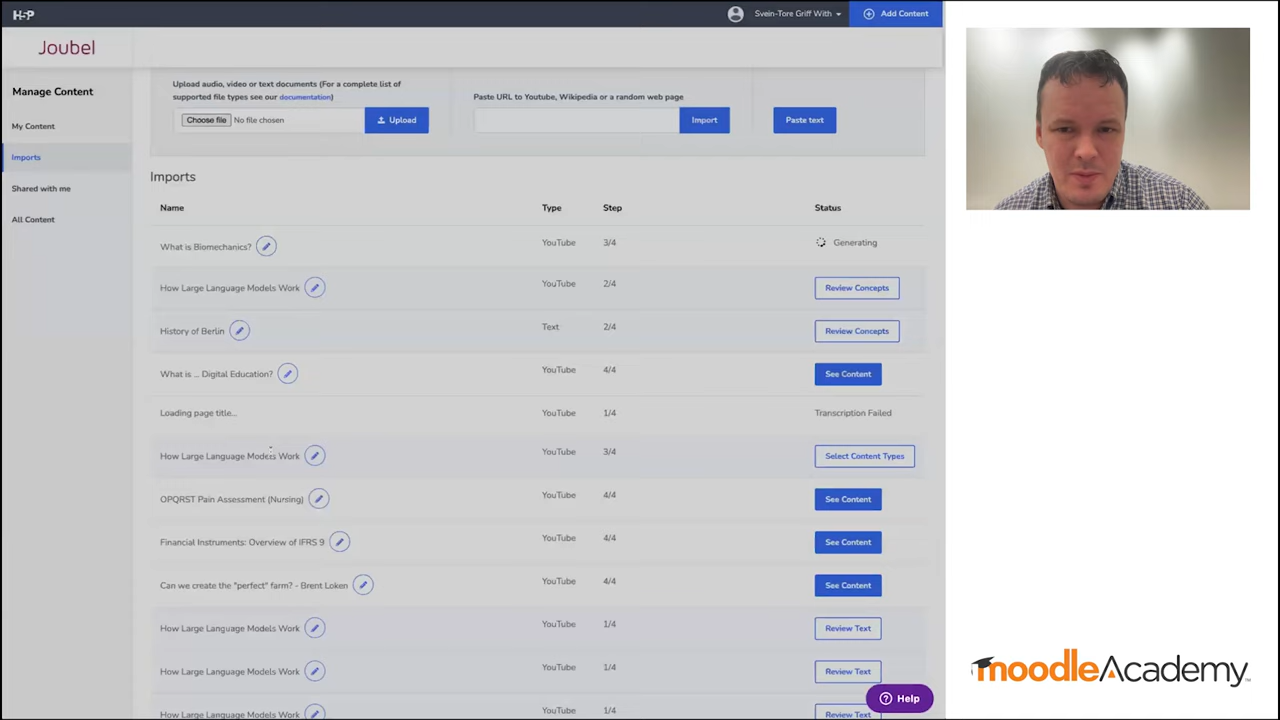 H5P
Svein-Tore Griff With
Add Content
Joubel
Manage Content
My Content
Imports
Shared with me
All Content
Upload audio, video or text documents (For a complete list of
supported file types see our documentation)
Choose file No file chosen
Upload
Paste URL to Youtube, Wikipedia or a random web page
Import
Paste text
Imports
Name Type Step Status
What is Biomechanics? YouTube 3/4 Generating
How Large Language Models Work YouTube 2/4 Review Concepts
History of Berlin Text 2/4 Review Concepts
What is ... Digital Education? YouTube 4/4 See Content
Loading page title... YouTube 1/4 Transcription Failed
How Large Language Models Work YouTube 3/4 Select Content Types
OPQRST Pain Assessment (Nursing) YouTube 4/4 See Content
Financial Instruments: Overview of IFRS 9 YouTube 4/4 See Content
Can we create the "perfect" farm? - Brent Loken YouTube 4/4 See Content
How Large Language Models Work YouTube 1/4 Review Text
How Large Language Models Work YouTube 1/4 Review Text
How Large Language Models Work YouTube 1/4 Review Text
Help
moodleAcademy